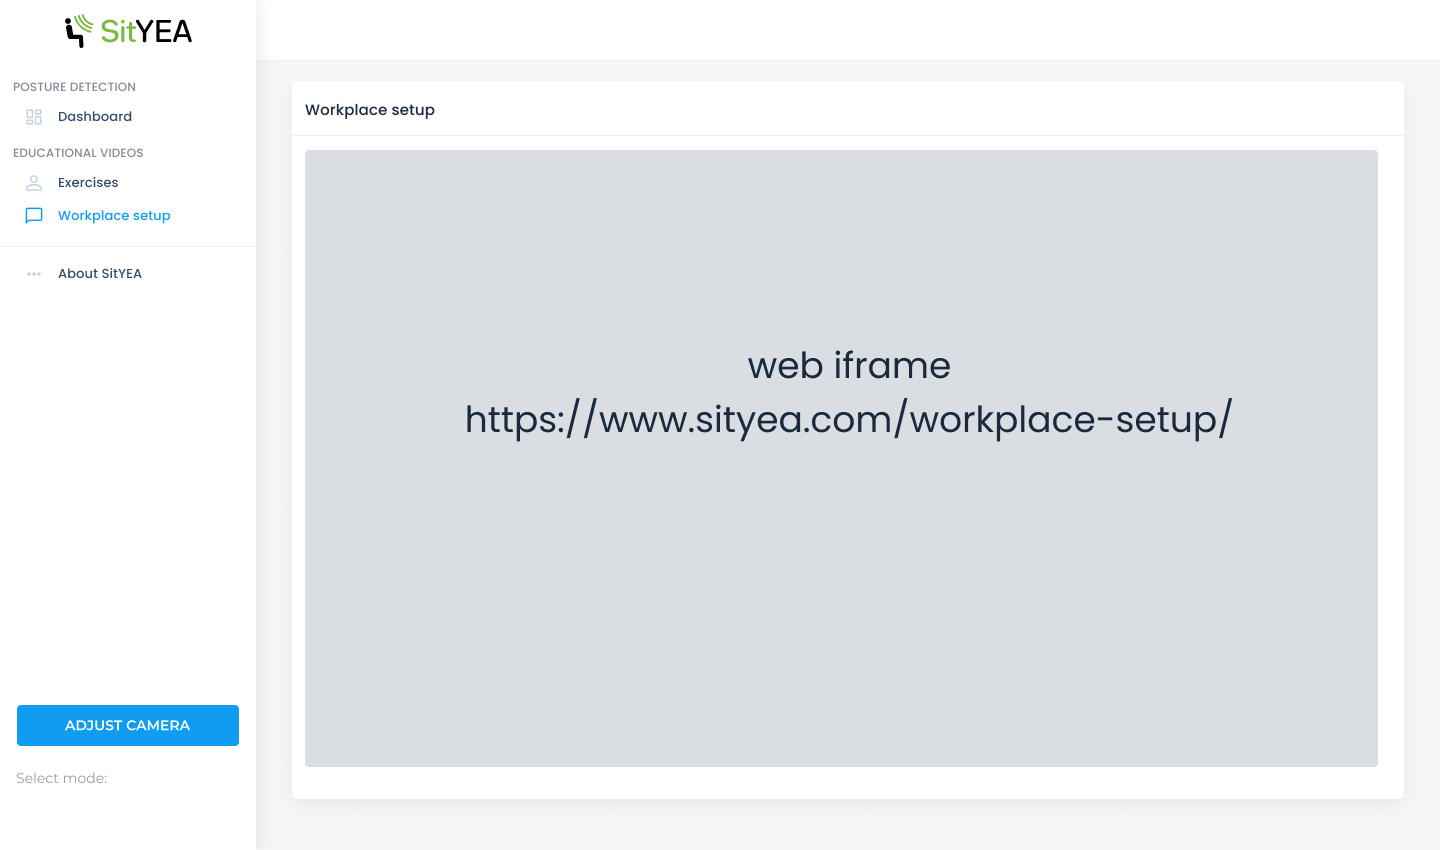 SitYEA
POSTURE DETECTION
Dashboard
EDUCATIONAL VIDEOS
Exercises
Workplace setup
About SitYEA
ADJUST CAMERA
Select mode:
Workplace setup
web iframe
https://www.sityea.com/workplace-setup/